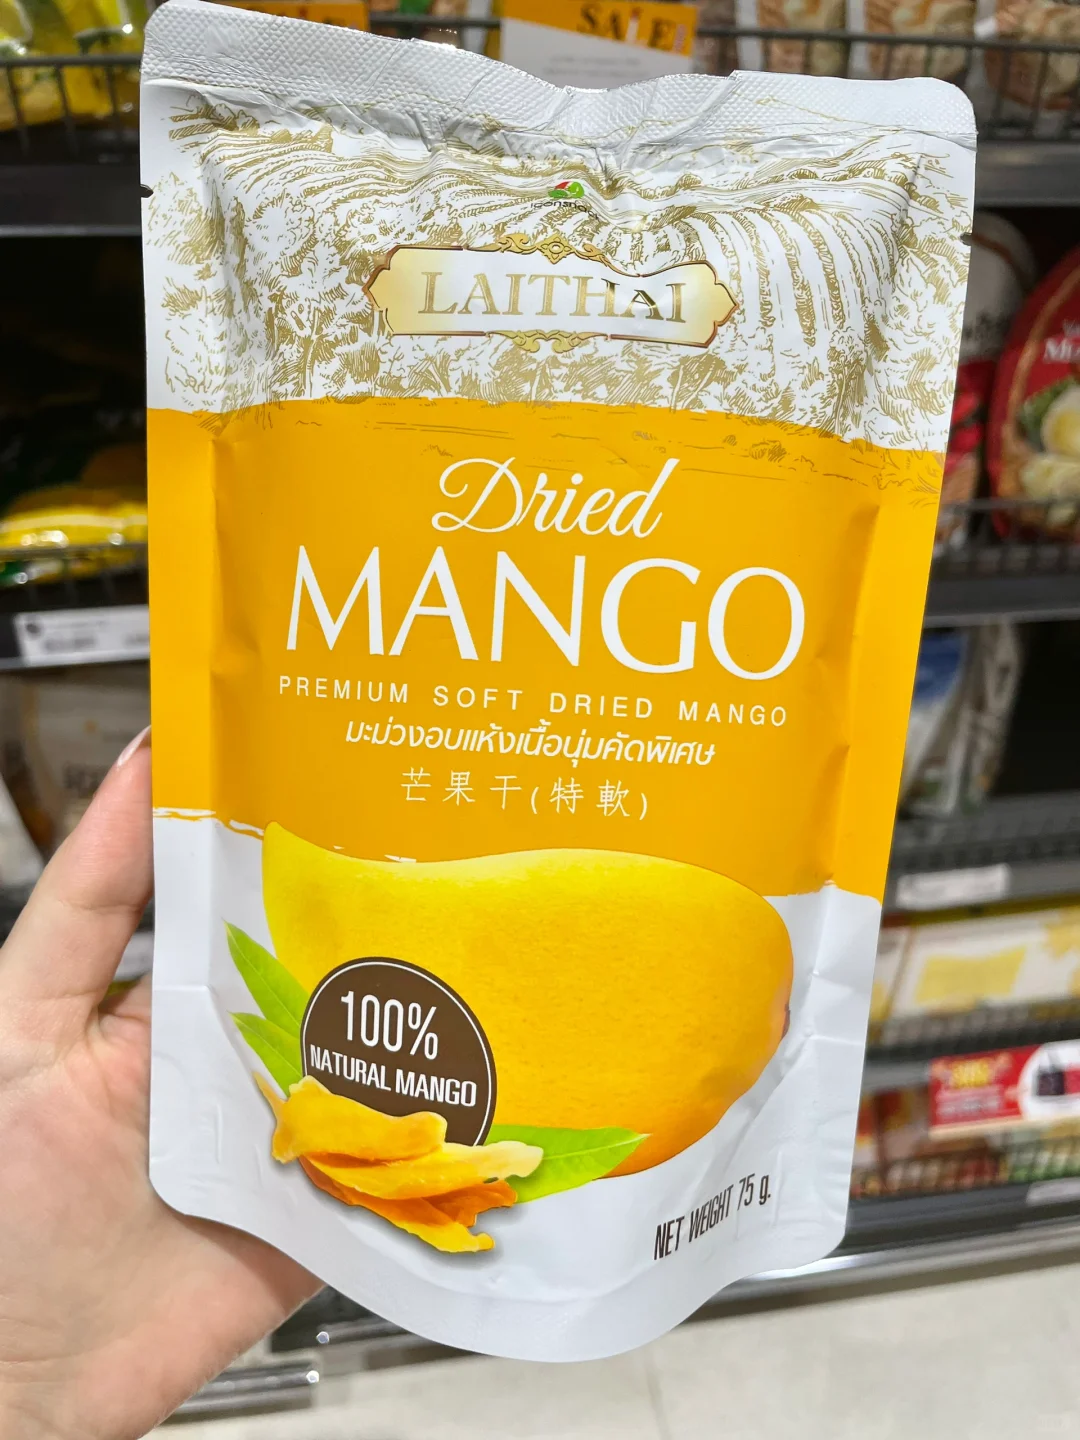 SALE
LAITHAI
Dried
MANGO
PREMIUM SOFT DRIED MANGO
มะม่วงอบแห้งเนื้อนุ่มคัดพิเศษ
芒果干(特軟)
100%
NATURAL MANGO
NET WEIGHT 75 g.